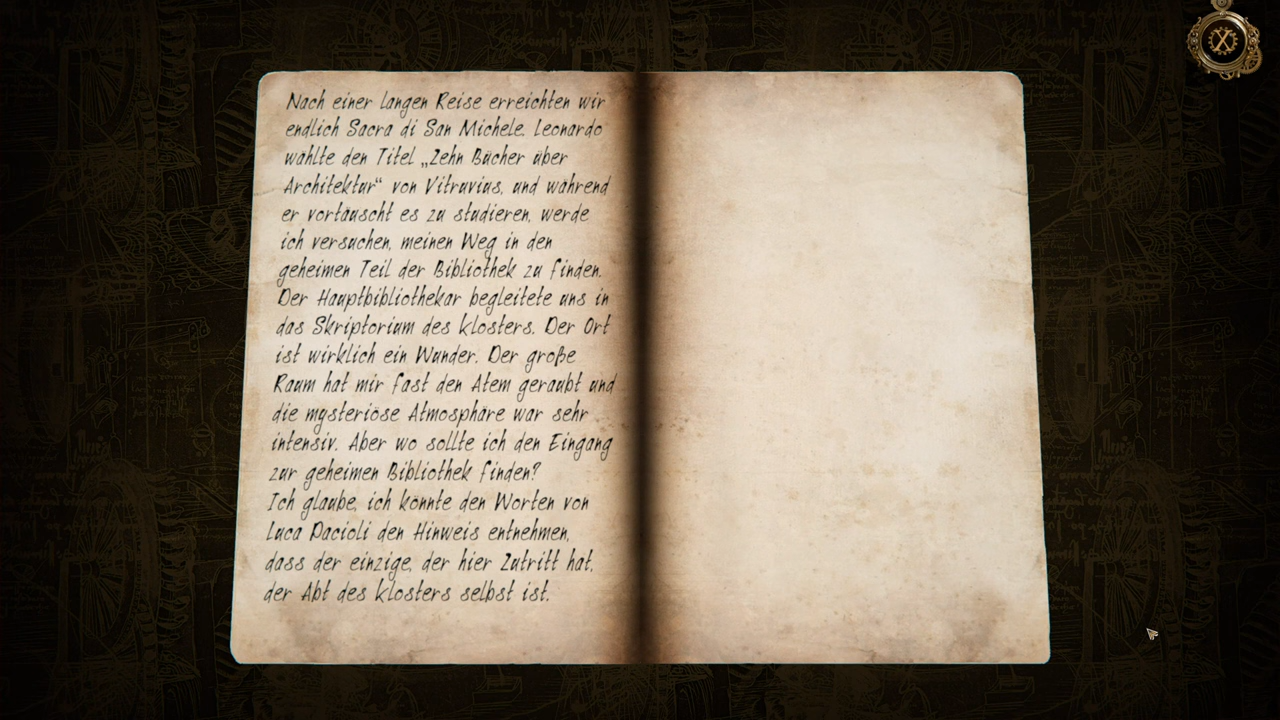 Nach einer langen Reise erreichten wir
endlich Sacra di San Michele. Leonardo
wählte den Titel „Zehn Bücher über
Architektur“ von Vitruvius, und während
er vortäuscht es zu studieren, werde
ich versuchen, meinen Weg in den
geheimen Teil der Bibliothek zu finden.
Der Hauptbibliothekar begleitete uns in
das Skriptorium des klosters. Der Ort
ist wirklich ein Wunder. Der große
Raum hat mir fast den Atem geraubt und
die mysteriöse Atmosphäre war sehr
intensiv. Aber wo sollte ich den Eingang
zur geheimen Bibliothek finden?
Ich glaube, ich könnte den Worten von
Luca Pacioli den Hinweis entnehmen,
dass der einzige, der hier Zutritt hat,
der Abt des klosters selbst ist.